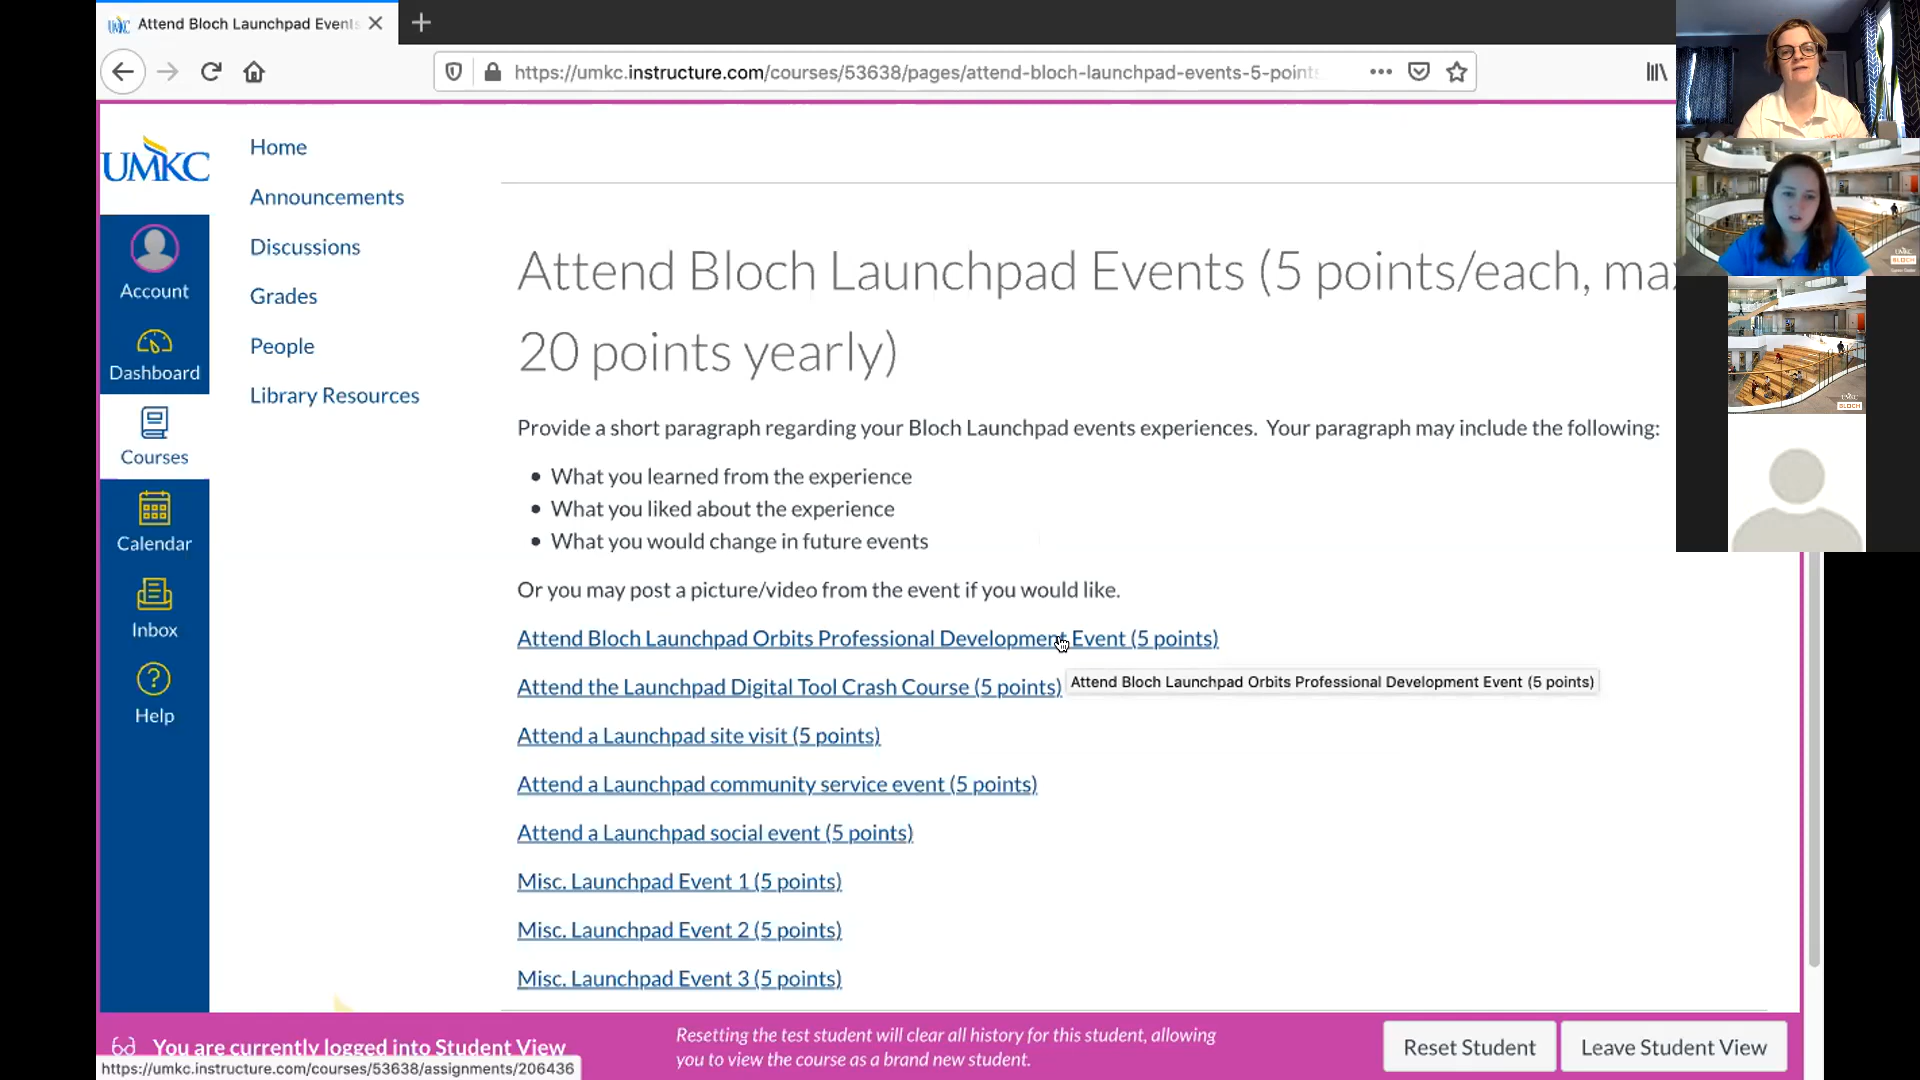 Attend Bloch Launchpad Event
https://umkc.instructure.com/courses/53638/pages/attend-bloch-launchpad-events-5-point
UMKC
Account
Dashboard
Courses
Calendar
Inbox
Help
Home
Announcements
Discussions
Grades
People
Library Resources
Attend Bloch Launchpad Events (5 points/each, max
20 points yearly)
Provide a short paragraph regarding your Bloch Launchpad events experiences. Your paragraph may include the following:
What you learned from the experience
What you liked about the experience
What you would change in future events
Or you may post a picture/video from the event if you would like.
Attend Bloch Launchpad Orbits Professional Development Event (5 points)
Attend Bloch Launchpad Orbits Professional Development Event (5 points)
Attend the Launchpad Digital Tool Crash Course (5 points)
Attend a Launchpad site visit (5 points)
Attend a Launchpad community service event (5 points)
Attend a Launchpad social event (5 points)
Misc. Launchpad Event 1 (5 points)
Misc. Launchpad Event 2 (5 points)
Misc. Launchpad Event 3 (5 points)
You are currently logged into Student View
https://umkc.instructure.com/courses/53638/assignments/206436
Resetting the test student will clear all history for this student, allowing
you to view the course as a brand new student.
Reset Student
Leave Student View
UMKC
BLOCH
UMKC
BLOCH